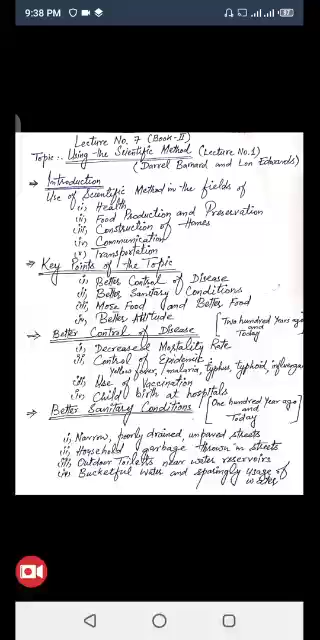 9:38 PM
Lecture No. 7 (Book-II)
Topic:- Using the Scientific Method (Lecture No.1)
(Darrel Barnard and Lon Edwards)
⇒ Introduction
Use of Scientific Method in the fields of
i, Health
ii, Food Production and Preservation
iii, Construction of Homes
iv, Communication
v, Transportation
⇒ Key Points of the Topic
i, Better Control of Disease
ii, Better Sanitary Conditions
iii, More Food and Better Food
iv, Better Attitude
⇒ Better Control of Disease [Two hundred years ago and Today]
i, Decreased Mortality Rate
ii, Control of Epidemic
yellow fever, malaria, typhus, typhoid, influenza
iii, Use of Vaccination
iv, Child birth at hospitals
⇒ Better Sanitary Conditions [One hundred year ago and Today]
i, Narrow, poorly drained, unpaved streets
ii, Household garbage thrown in streets
iii, Outdoor Toilets near water reservoirs
iv, Bucketful water and sparingly usage of water